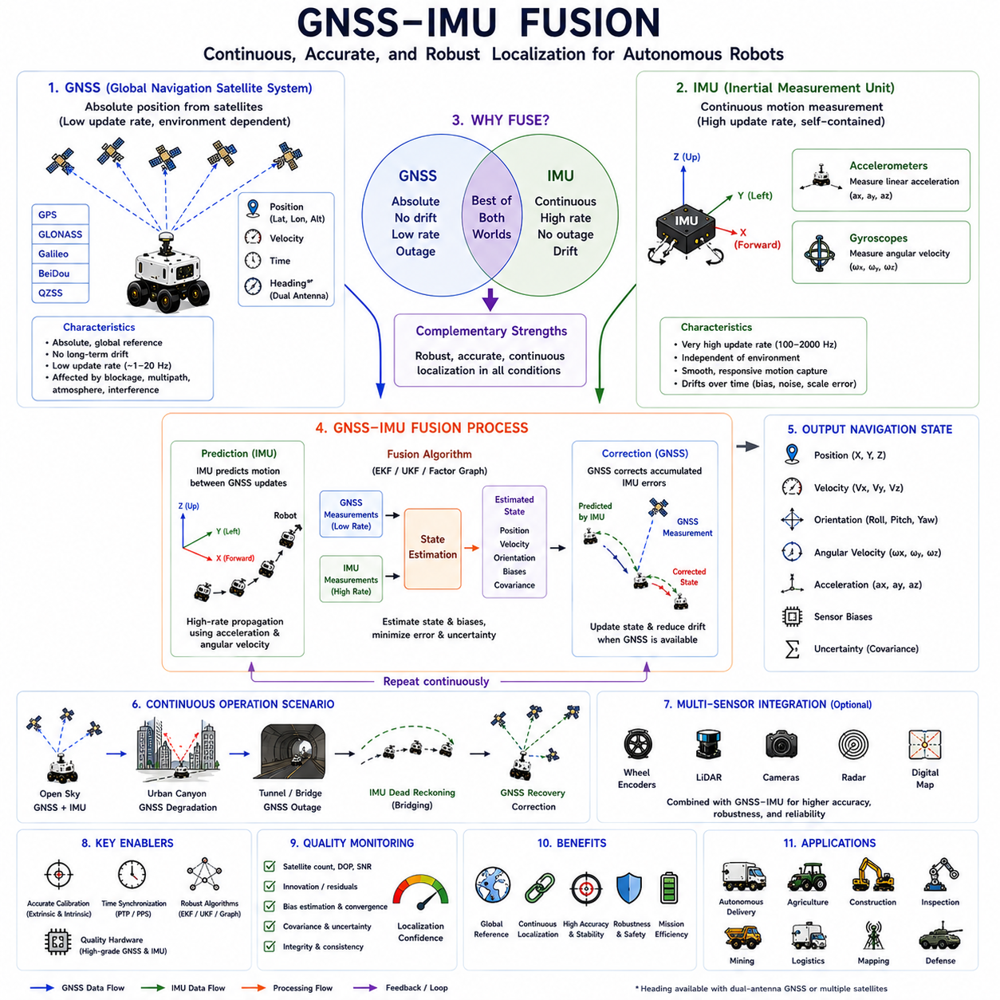 GNSS–IMU FUSION
Continuous, Accurate, and Robust Localization for Autonomous Robots
1. GNSS (Global Navigation Satellite System)
Absolute position from satellites
(Low update rate, environment dependent)
GPS
GLONASS
Galileo
BeiDou
QZSS
Position
(Lat, Lon, Alt)
Velocity
Time
Heading
(Dual Antenna)
Characteristics
• Absolute, global reference
• No long-term drift
• Low update rate (~1–20 Hz)
• Affected by blockage, multipath,
atmosphere, interference
3. WHY FUSE?
GNSS
Absolute
No drift
Low rate
Outage
Best of
Both
Worlds
IMU
Continuous
High rate
No outage
Drift
Complementary Strengths
Robust, accurate, continuous
localization in all conditions
2. IMU (Inertial Measurement Unit)
Continuous motion measurement
(High update rate, self-contained)
Z (Up)
Y (Left)
X
(Forward)
IMU
Accelerometers
Measure linear acceleration
(ax, ay, az)
Gyroscopes
Measure angular velocity
(ωx, ωy, ωz)
Characteristics
• Very high update rate (100–2000 Hz)
• Independent of environment
• Smooth, responsive motion capture
• Drifts over time (bias, noise, scale error)
4. GNSS–IMU FUSION PROCESS
Prediction (IMU)
IMU predicts motion
between GNSS updates
Z (Up)
Y (Left)
X (Forward)
Robot
High-rate propagation
using acceleration &
angular velocity
Fusion Algorithm
(EKF / UKF / Factor Graph)
GNSS
Measurements
(Low Rate)
IMU
Measurements
(High Rate)
State
Estimation
Estimated
State
Position
Velocity
Orientation
Biases
Covariance
Estimate state & biases,
minimize error & uncertainty
Correction (GNSS)
GNSS corrects accumulated
IMU errors
Predicted
by IMU
GNSS
Measurement
Corrected
State
Update state & reduce drift
when GNSS is available
Repeat continuously
5. OUTPUT NAVIGATION STATE
Position (X, Y, Z)
Velocity (Vx, Vy, Vz)
Orientation (Roll, Pitch, Yaw)
Angular Velocity (ωx, ωy, ωz)
Acceleration (ax, ay, az)
Sensor Biases
Uncertainty (Covariance)
6. CONTINUOUS OPERATION SCENARIO
Open Sky
GNSS + IMU
Urban Canyon
GNSS Degradation
Tunnel / Bridge
GNSS Outage
IMU Dead Reckoning
(Bridging)
GNSS Recovery
Correction
7. MULTI-SENSOR INTEGRATION (Optional)
Wheel
Encoders
LiDAR
Cameras
Radar
Digital
Map
Combined with GNSS–IMU for higher accuracy,
robustness, and reliability
8. KEY ENABLERS
Accurate Calibration
(Extrinsic & Intrinsic)
Time Synchronization
(PTP / PPS)
Robust Algorithms
(EKF / UKF / Graph)
Quality Hardware
(High-grade GNSS & IMU)
9. QUALITY MONITORING
Satellite count, DOP, SNR
Innovation / residuals
Bias estimation & convergence
Covariance & uncertainty
Integrity & consistency
Localization
Confidence
10. BENEFITS
Global
Reference
Continuous
Localization
High Accuracy
& Stability
Robustness
& Safety
Mission
Efficiency
11. APPLICATIONS
Autonomous
Delivery
Agriculture
Construction
Inspection
Mining
Logistics
Mapping
Defense
GNSS Data Flow
IMU Data Flow
Processing Flow
Feedback / Loop
* Heading available with dual-antenna GNSS or multiple satellites